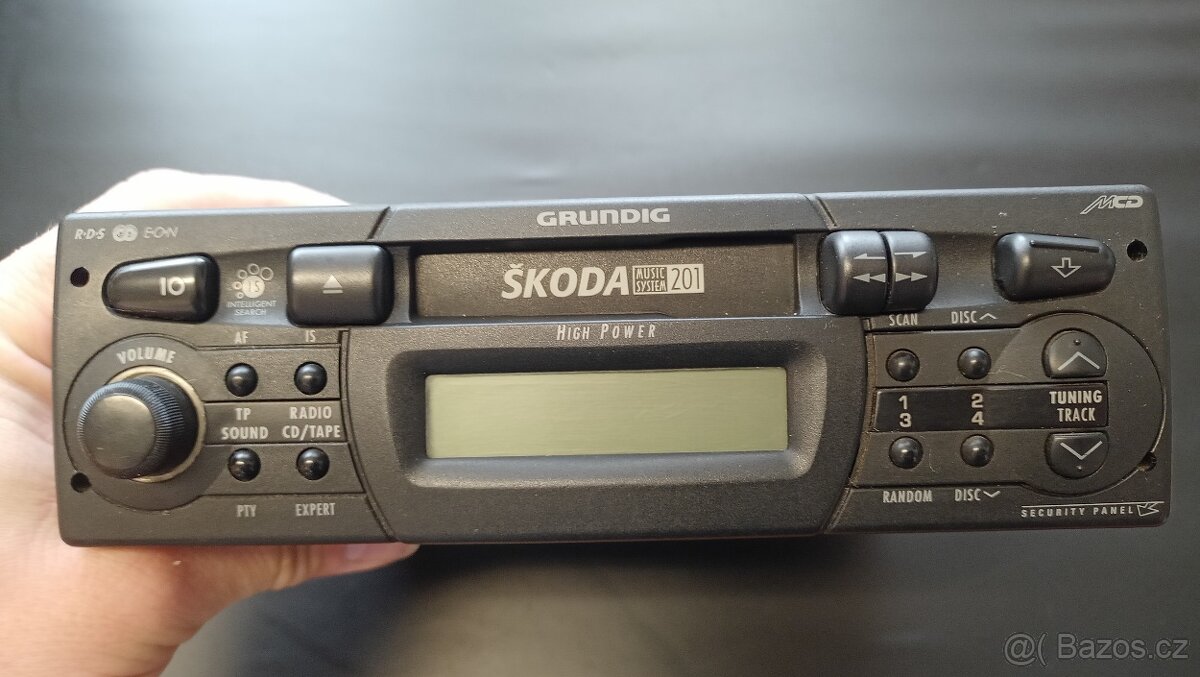 GRUNDIG
MCD
R·D·S EON
IO
INTELLIGENT
SEARCH
IS
ŠKODA MUSIC SYSTEM 201
HIGH POWER
VOLUME
AF IS
TP RADIO
SOUND CD/TAPE
PTY EXPERT
SCAN DISC
1 2
3 4
TUNING
TRACK
RANDOM DISC
SECURITY PANEL
@( Bazos.cz